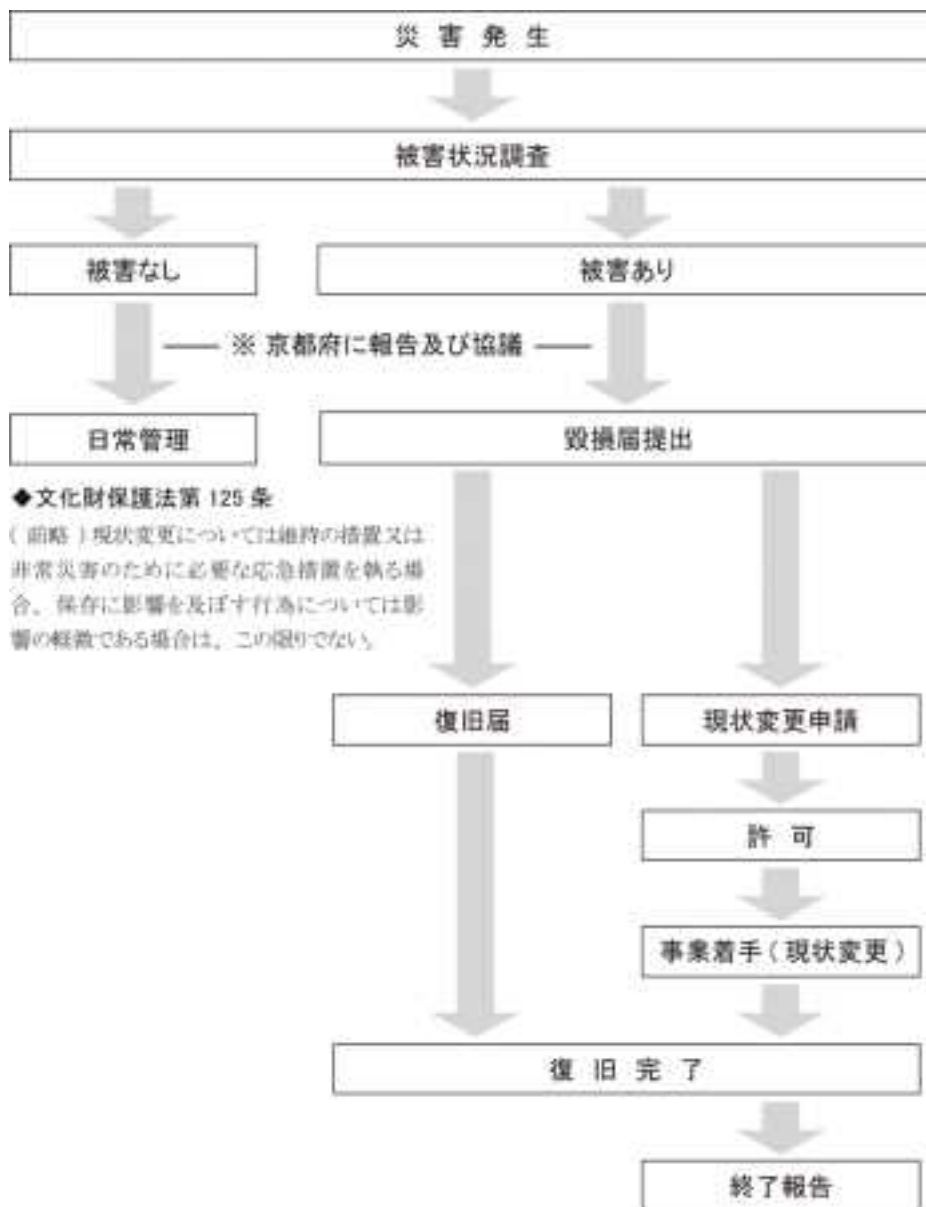 災害発生
被害状況調査
被害なし
被害あり
※ 京都府に報告及び協議
日常管理
毀損届提出
◆文化財保護法第 125 条
( 前略 ) 現状変更については維持の措置又は
非常災害のために必要な応急措置を執る場
合、保存に影響を及ぼす行為については影
響の軽微である場合は、この限りでない。
復旧届
現状変更申請
許可
事業着手 ( 現状変更 )
復旧完了
終了報告